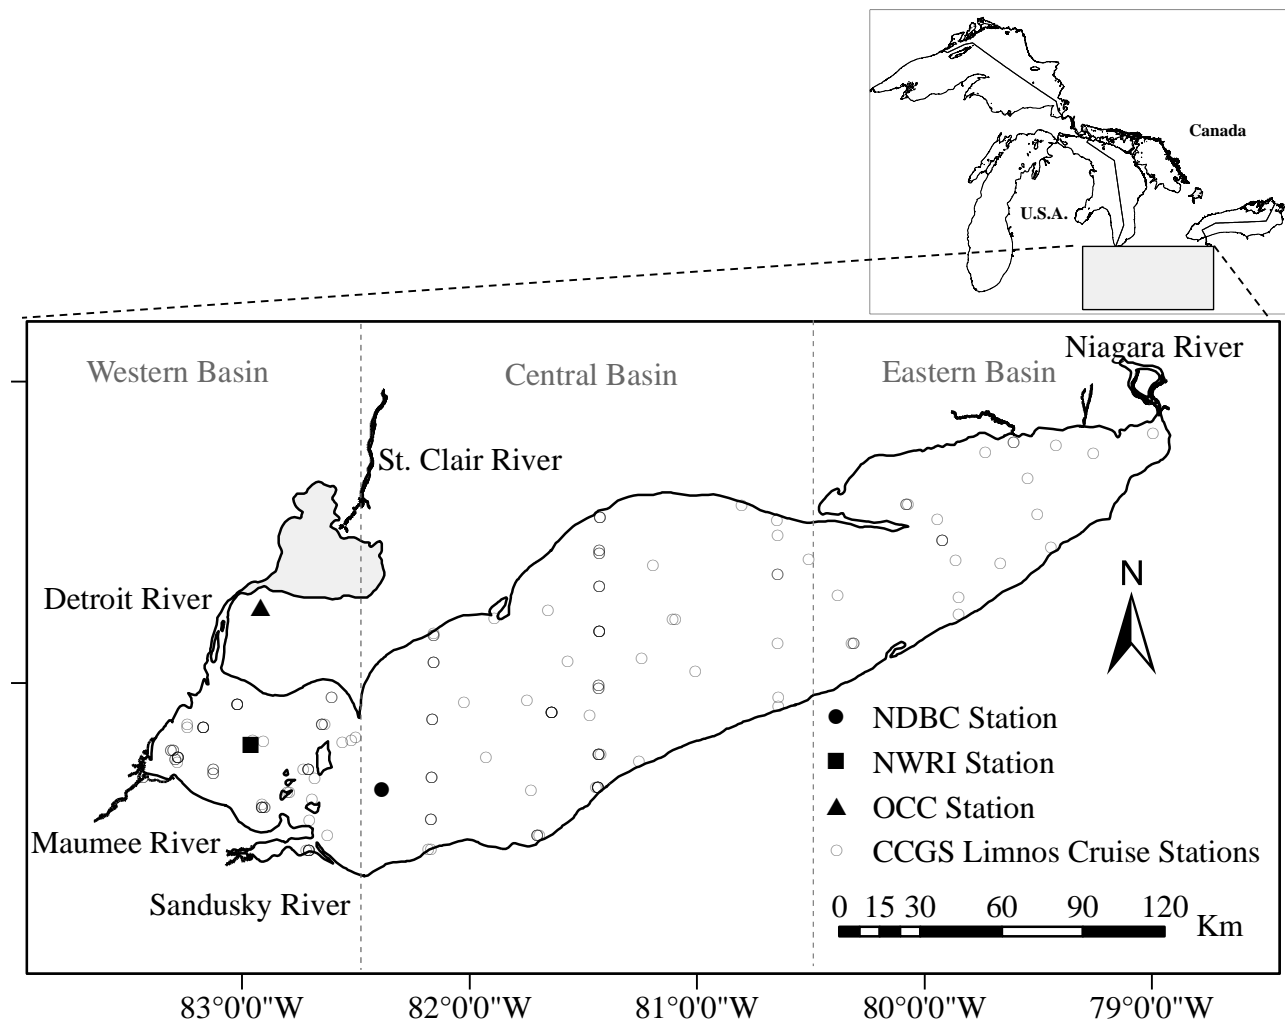 Canada
U.S.A.
Niagara River
Western Basin
Central Basin
Eastern Basin
St. Clair River
Detroit River
N
NDBC Station
NWRI Station
OCC Station
CCGS Limnos Cruise Stations
Maumee River
Sandusky River
0 15 30 60 90 120
Km
83°0'0"W 82°0'0"W 81°0'0"W 80°0'0"W 79°0'0"W